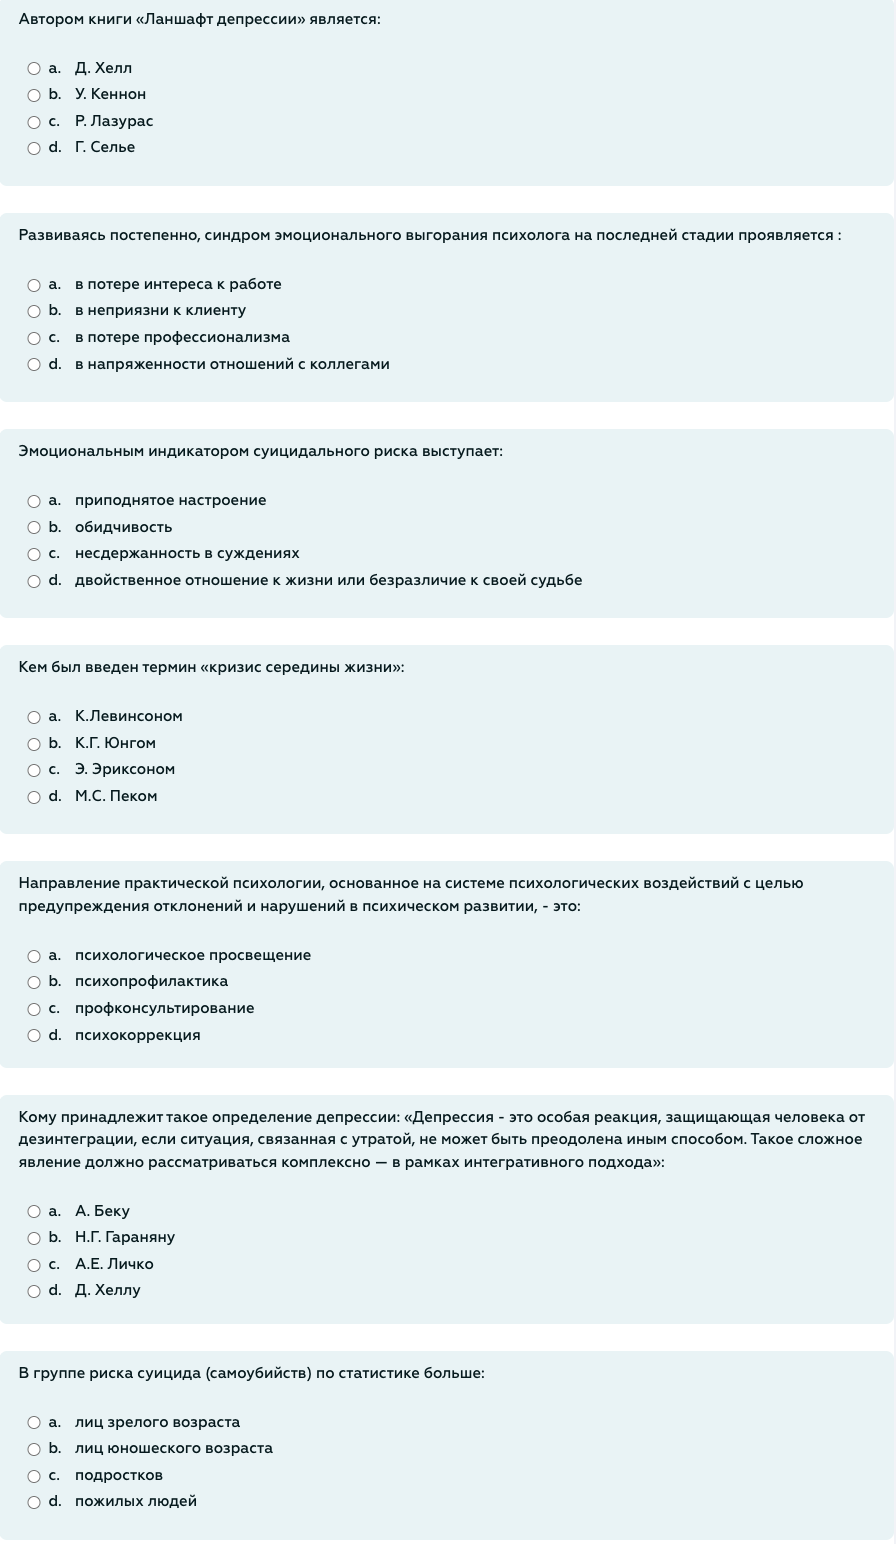 Автором книги «Ланшафт депрессии» является:
a. Д. Хелл
b. У. Кеннон
c. Р. Лазурас
d. Г. Селье
Развиваясь постепенно, синдром эмоционального выгорания психолога на последней стадии проявляется :
a. в потере интереса к работе
b. в неприязни к клиенту
c. в потере профессионализма
d. в напряженности отношений с коллегами
Эмоциональным индикатором суицидального риска выступает:
a. приподнятое настроение
b. обидчивость
c. несдержанность в суждениях
d. двойственное отношение к жизни или безразличие к своей судьбе
Кем был введен термин «кризис середины жизни»:
a. К.Левинсоном
b. К.Г. Юнгом
c. Э. Эриксоном
d. М.С. Пеком
Направление практической психологии, основанное на системе психологических воздействий с целью
предупреждения отклонений и нарушений в психическом развитии, - это:
a. психологическое просвещение
b. психопрофилактика
c. профконсультирование
d. психокоррекция
Кому принадлежит такое определение депрессии: «Депрессия - это особая реакция, защищающая человека от
дезинтеграции, если ситуация, связанная с утратой, не может быть преодолена иным способом. Такое сложное
явление должно рассматриваться комплексно — в рамках интегративного подхода»:
a. А. Беку
b. Н.Г. Гараняну
c. А.Е. Личко
d. Д. Хеллу
В группе риска суицида (самоубийств) по статистике больше:
a. лиц зрелого возраста
b. лиц юношеского возраста
c. подростков
d. пожилых людей